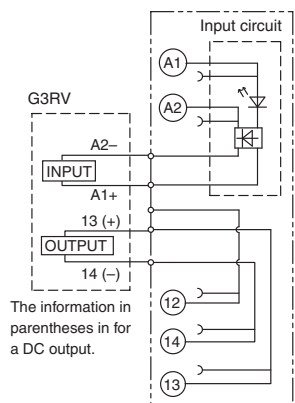 Input circuit
A1
G3RV
A2
A2–
INPUT
A1+
13 (+)
OUTPUT
14 (–)
The information in
parentheses in for
a DC output.
12
14
13